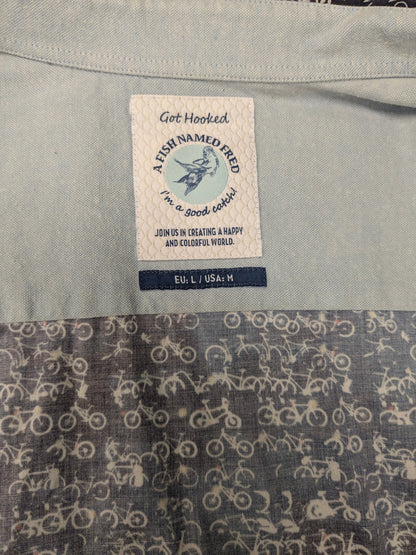 Got Hooked
A FISH NAMED FRED
I'm a good catch!
JOIN US IN CREATING A HAPPY
AND COLORFUL WORLD.
EU: L / USA: M